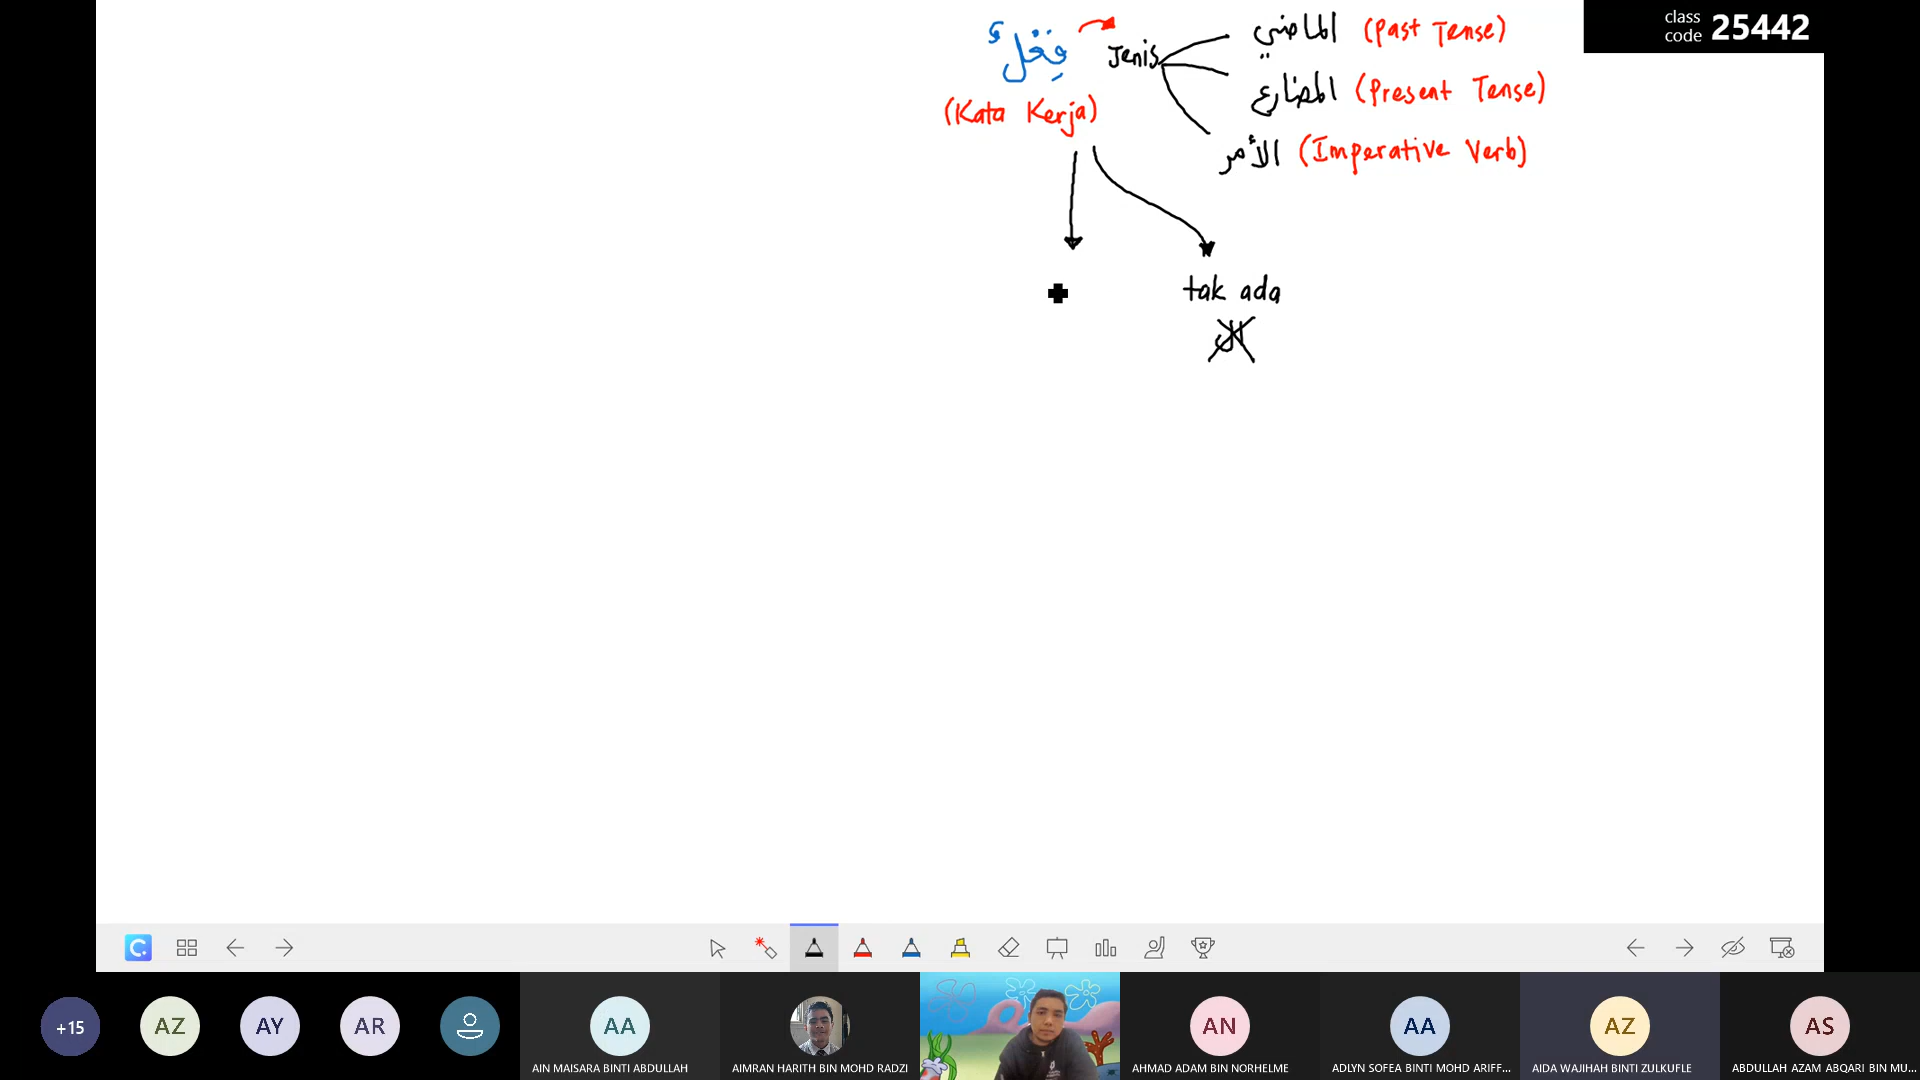 class
code 25442
فِعْلٌ
Jenis
الماضي (Past Tense)
المضارع (Present Tense)
الأمر (Imperative Verb)
(Kata Kerja)
tak ada
ال
+15
AZ
AY
AR
AA
AIN MAISARA BINTI ABDULLAH
AIMRAN HARITH BIN MOHD RADZI
AN
AHMAD ADAM BIN NORHELME
AA
ADLYN SOFEA BINTI MOHD ARIFF...
AZ
AIDA WAJIHAH BINTI ZULKUFLE
AS
ABDULLAH AZAM ABQARI BIN MU...